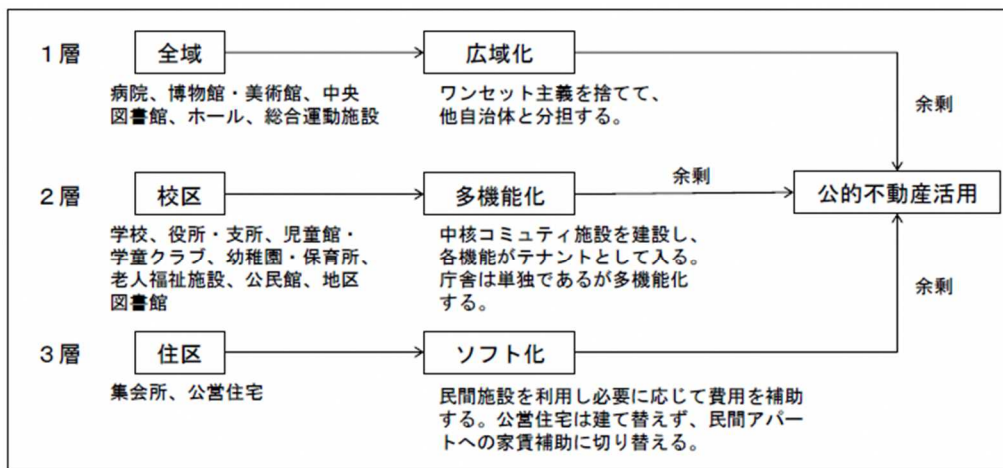 1層
全域
広域化
病院、博物館・美術館、中央
図書館、ホール、総合運動施設
ワンセット主義を捨てて、
他自治体と分担する。
余剰
2層
校区
多機能化
余剰
公的不動産活用
学校、役所・支所、児童館・
学童クラブ、幼稚園・保育所、
老人福祉施設、公民館、地区
図書館
中核コミュティ施設を建設し、
各機能がテナントとして入る。
庁舎は単独であるが多機能化
する。
余剰
3層
住区
ソフト化
集会所、公営住宅
民間施設を利用し必要に応じて費用を補助
する。公営住宅は建て替えず、民間アパー
トへの家賃補助に切り替える。